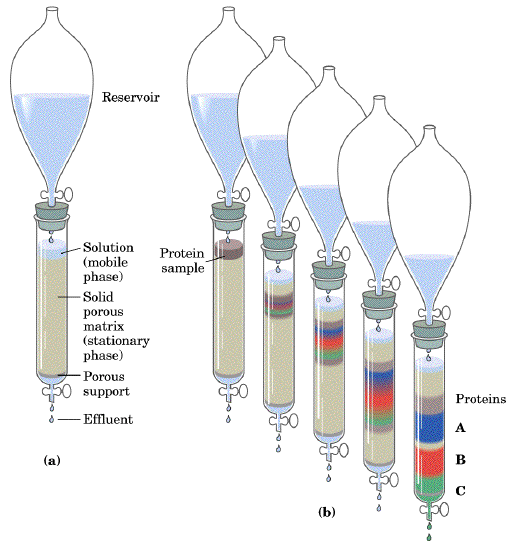 Reservoir
Solution
(mobile
phase)
Solid
porous
matrix
(stationary
phase)
Porous
support
Effluent
(a)
Protein
sample
Proteins
A
B
C
(b)